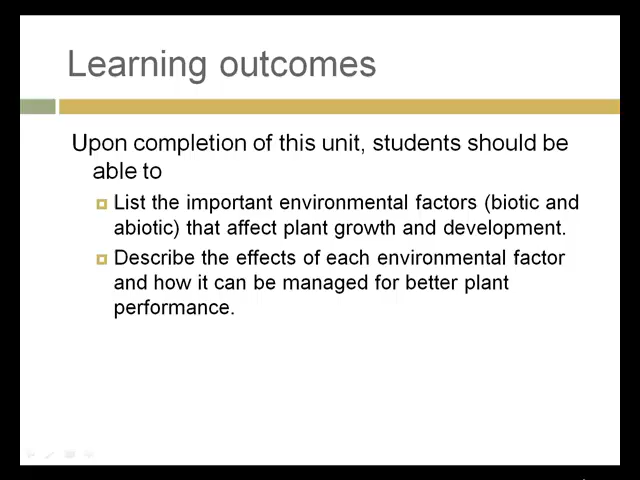 Learning outcomes
Upon completion of this unit, students should be
able to
List the important environmental factors (biotic and
abiotic) that affect plant growth and development.
Describe the effects of each environmental factor
and how it can be managed for better plant
performance.